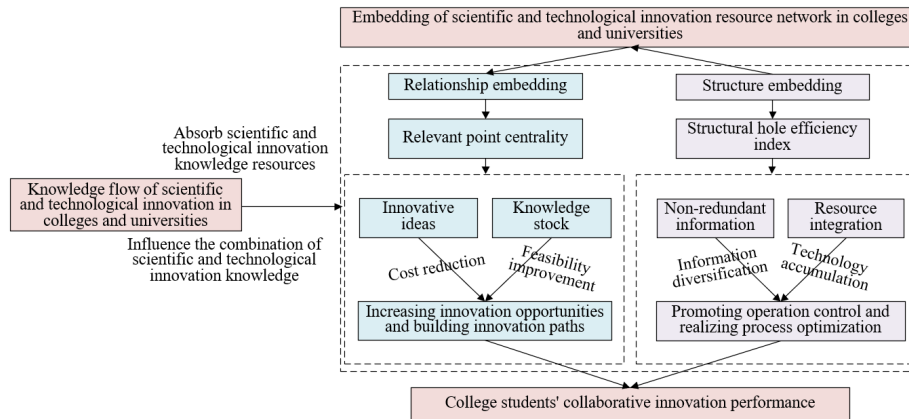 Embedding of scientific and technological innovation resource network in colleges
and universities
Relationship embedding
Structure embedding
Relevant point centrality
Structural hole efficiency
index
Absorb scientific and
technological innovation
knowledge resources
Knowledge flow of scientific
and technological innovation in
colleges and universities
Influence the combination of
scientific and technological
innovation knowledge
Innovative
ideas
Knowledge
stock
Non-redundant
information
Resource
integration
Cost reduction
Feasibility
improvement
Information
diversification
Technology
accumulation
Increasing innovation opportunities
and building innovation paths
Promoting operation control and
realizing process optimization
College students' collaborative innovation performance